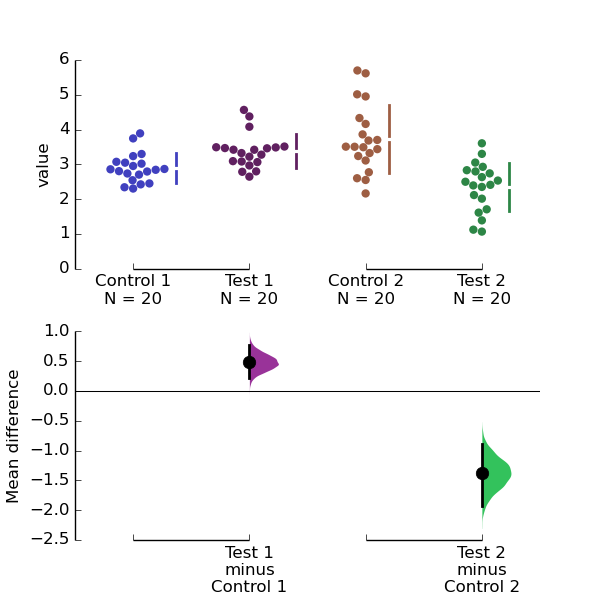 6
5
4
3
2
1
0
value
Control 1 Test 1 Control 2 Test 2
N = 20 N = 20 N = 20 N = 20
1.0
0.5
0.0
−0.5
−1.0
−1.5
−2.0
−2.5
Mean difference
Test 1 Test 2
minus minus
Control 1 Control 2